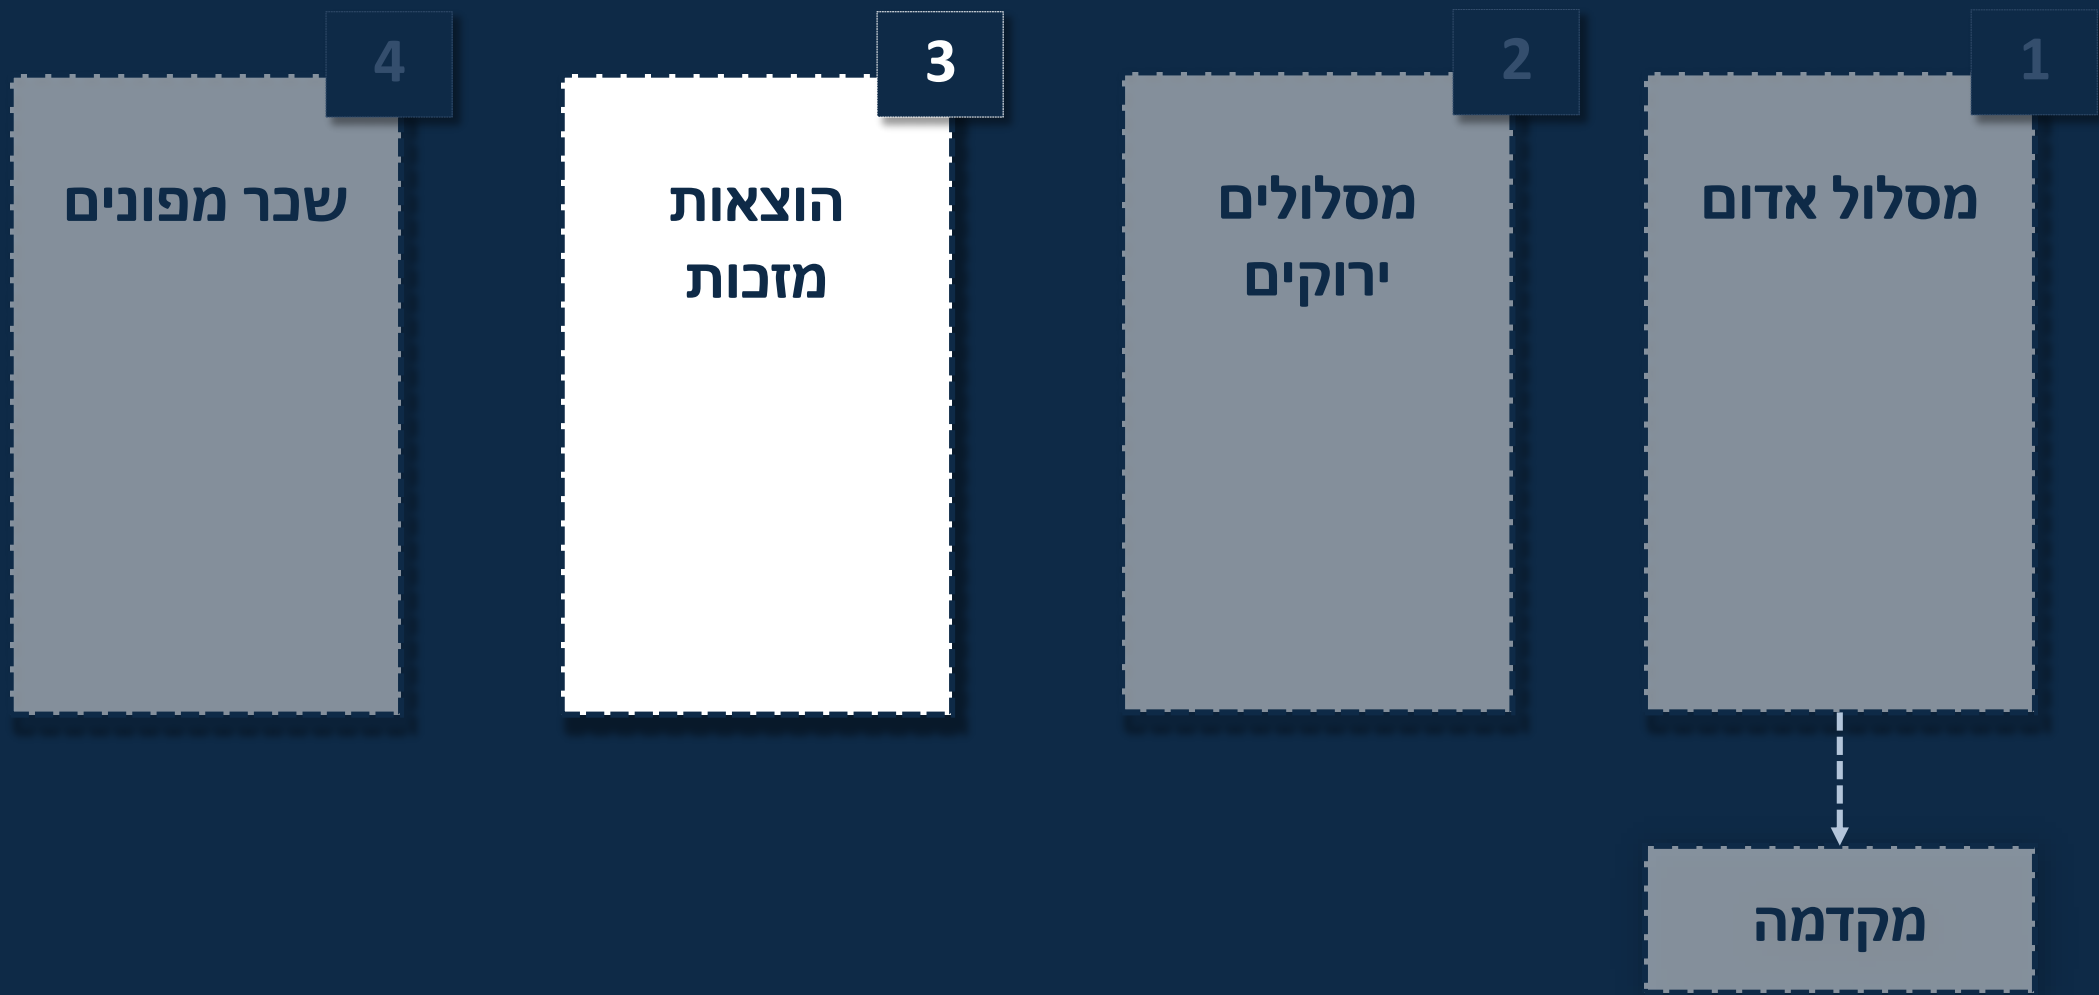 1
מסלול אדום
מקדמה
2
מסלולים
ירוקים
3
הוצאות
מזכות
4
שכר מפונים